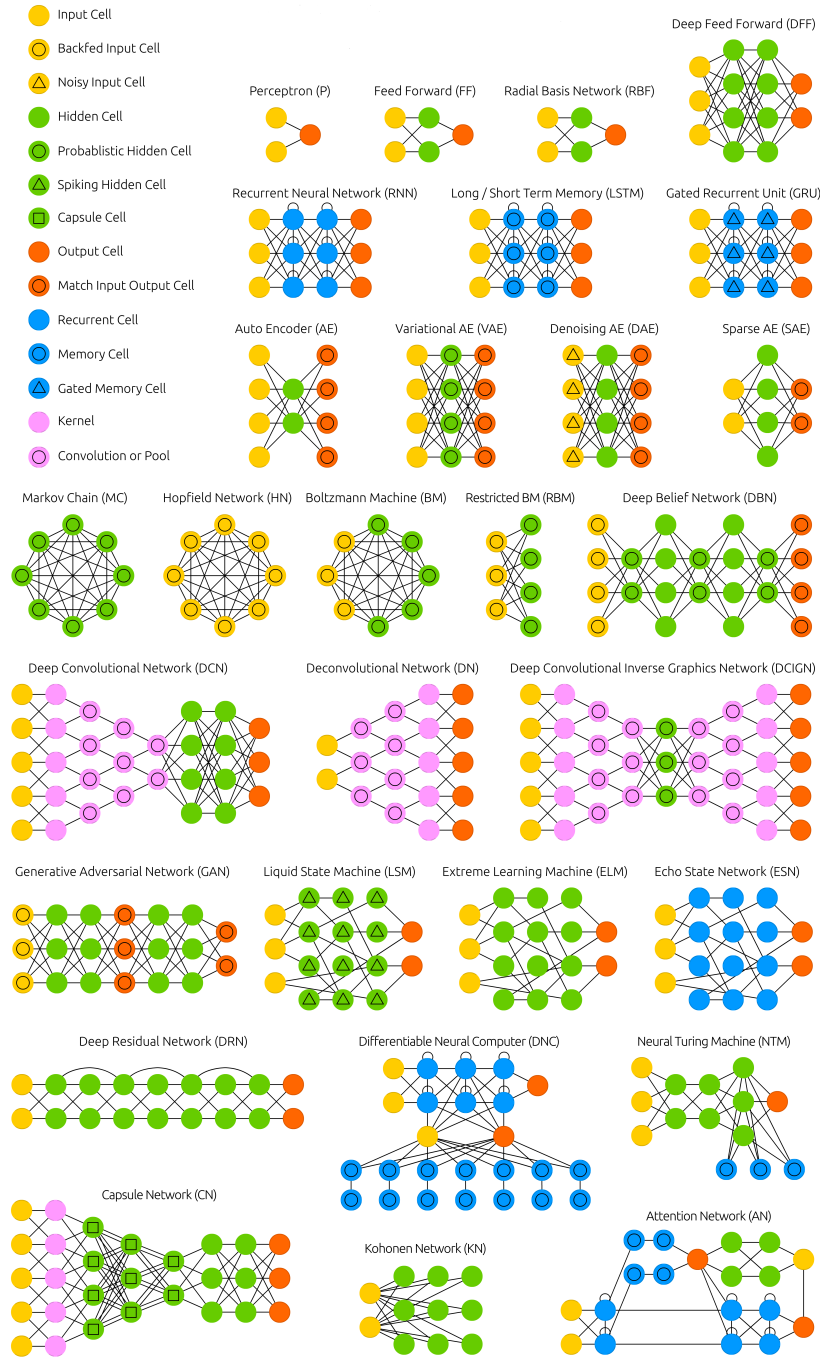 Input Cell
Backfed Input Cell
Noisy Input Cell
Hidden Cell
Probablistic Hidden Cell
Spiking Hidden Cell
Capsule Cell
Output Cell
Match Input Output Cell
Recurrent Cell
Memory Cell
Gated Memory Cell
Kernel
Convolution or Pool
Deep Feed Forward (DFF)
Perceptron (P)
Feed Forward (FF)
Radial Basis Network (RBF)
Recurrent Neural Network (RNN)
Long / Short Term Memory (LSTM)
Gated Recurrent Unit (GRU)
Auto Encoder (AE)
Variational AE (VAE)
Denoising AE (DAE)
Sparse AE (SAE)
Markov Chain (MC)
Hopfield Network (HN)
Boltzmann Machine (BM)
Restricted BM (RBM)
Deep Belief Network (DBN)
Deep Convolutional Network (DCN)
Deconvolutional Network (DN)
Deep Convolutional Inverse Graphics Network (DCIGN)
Generative Adversarial Network (GAN)
Liquid State Machine (LSM)
Extreme Learning Machine (ELM)
Echo State Network (ESN)
Deep Residual Network (DRN)
Differentiable Neural Computer (DNC)
Neural Turing Machine (NTM)
Capsule Network (CN)
Kohonen Network (KN)
Attention Network (AN)